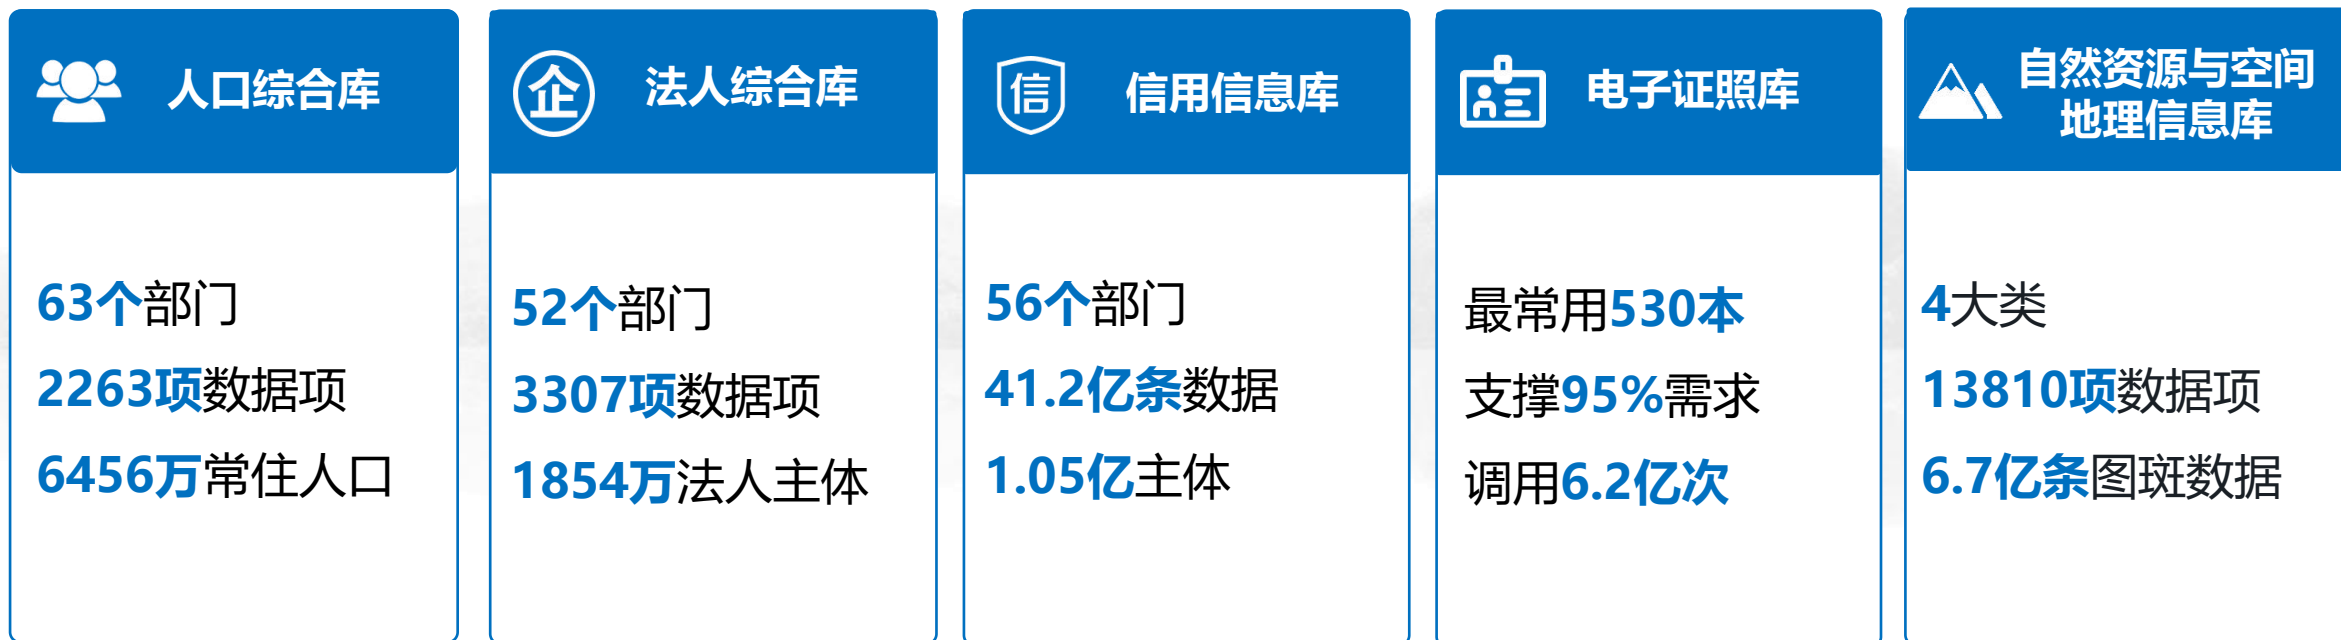 人口综合库
63个部门
2263项数据项
6456万常住人口
企
法人综合库
52个部门
3307项数据项
1854万法人主体
信
信用信息库
56个部门
41.2亿条数据
1.05亿主体
电子证照库
最常用530本
支撑95%需求
调用6.2亿次
自然资源与空间
地理信息库
4大类
13810项数据项
6.7亿条图斑数据